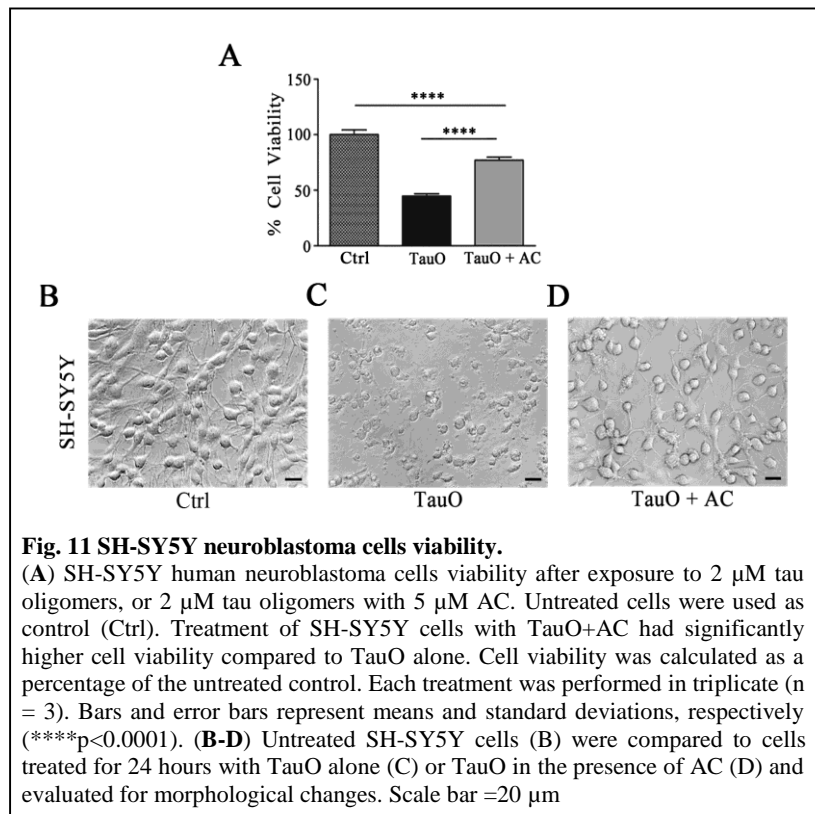 A
150
****
100
****
50
0
% Cell Viability
Ctrl TauO TauO + AC
B C D
SH-SY5Y
Ctrl TauO TauO + AC
Fig. 11 SH-SY5Y neuroblastoma cells viability.
(A) SH-SY5Y human neuroblastoma cells viability after exposure to 2 µM tau
oligomers, or 2 µM tau oligomers with 5 µM AC. Untreated cells were used as
control (Ctrl). Treatment of SH-SY5Y cells with TauO+AC had significantly
higher cell viability compared to TauO alone. Cell viability was calculated as a
percentage of the untreated control. Each treatment was performed in triplicate (n
= 3). Bars and error bars represent means and standard deviations, respectively
(****p<0.0001). (B-D) Untreated SH-SY5Y cells (B) were compared to cells
treated for 24 hours with TauO alone (C) or TauO in the presence of AC (D) and
evaluated for morphological changes. Scale bar =20 µm